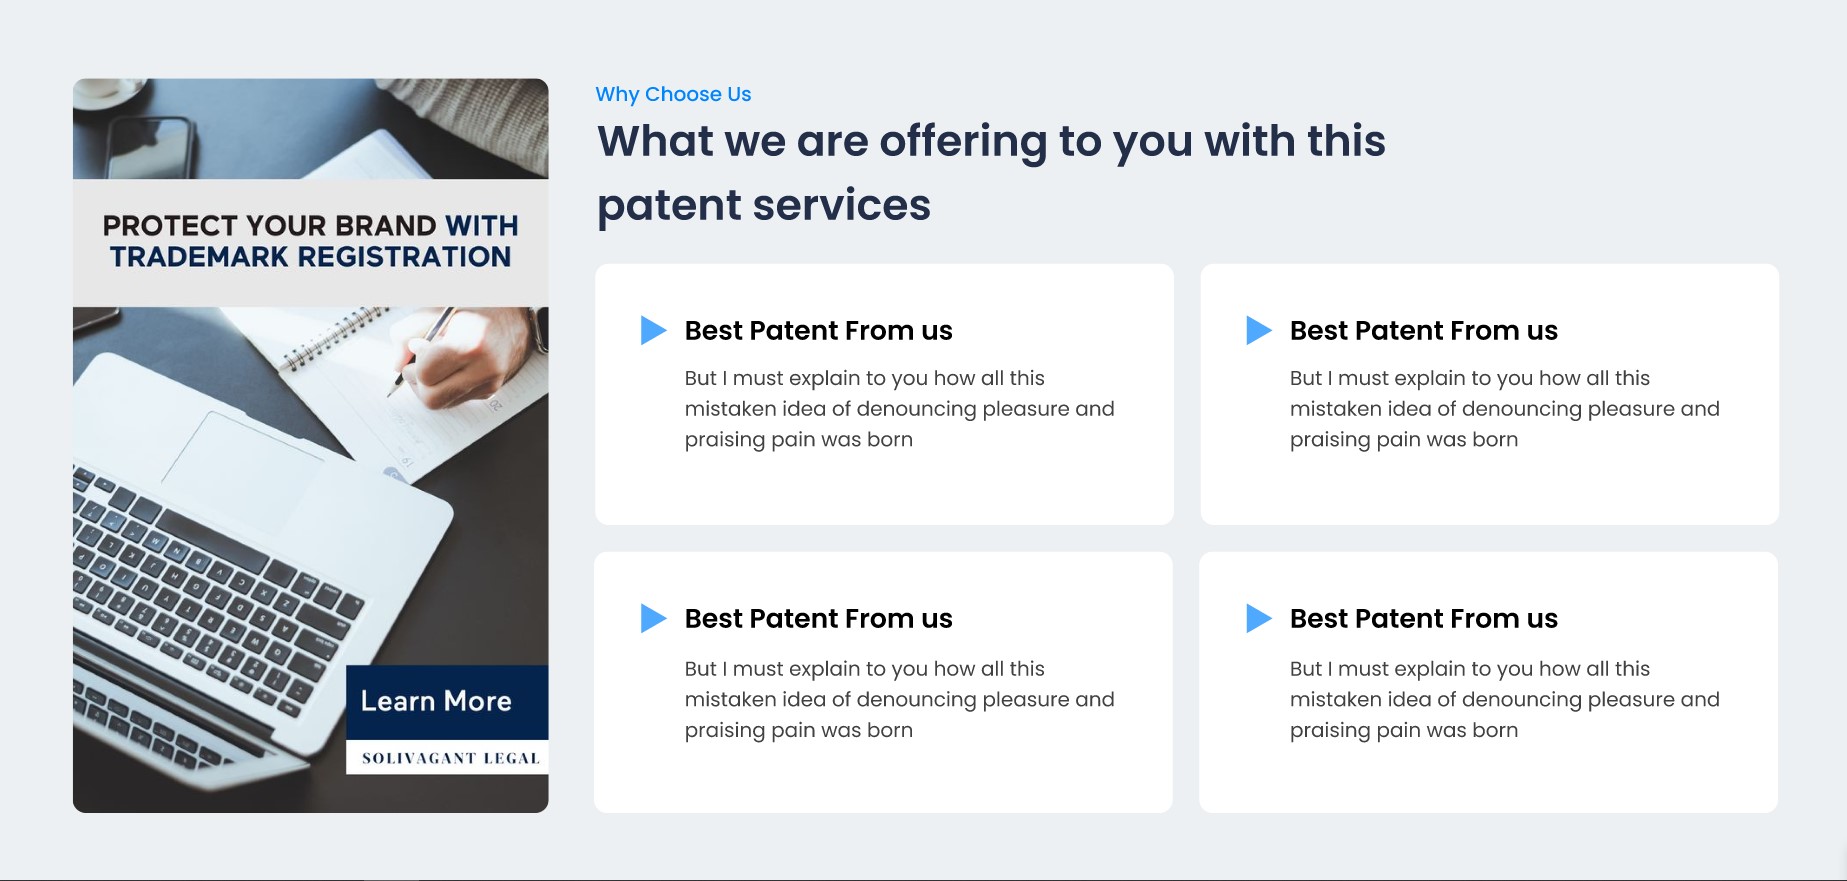 PROTECT YOUR BRAND WITH
TRADEMARK REGISTRATION
Learn More
SOLIVAGANT LEGAL
Why Choose Us
What we are offering to you with this
patent services
Best Patent From us
But I must explain to you how all this
mistaken idea of denouncing pleasure and
praising pain was born
Best Patent From us
But I must explain to you how all this
mistaken idea of denouncing pleasure and
praising pain was born
Best Patent From us
But I must explain to you how all this
mistaken idea of denouncing pleasure and
praising pain was born
Best Patent From us
But I must explain to you how all this
mistaken idea of denouncing pleasure and
praising pain was born